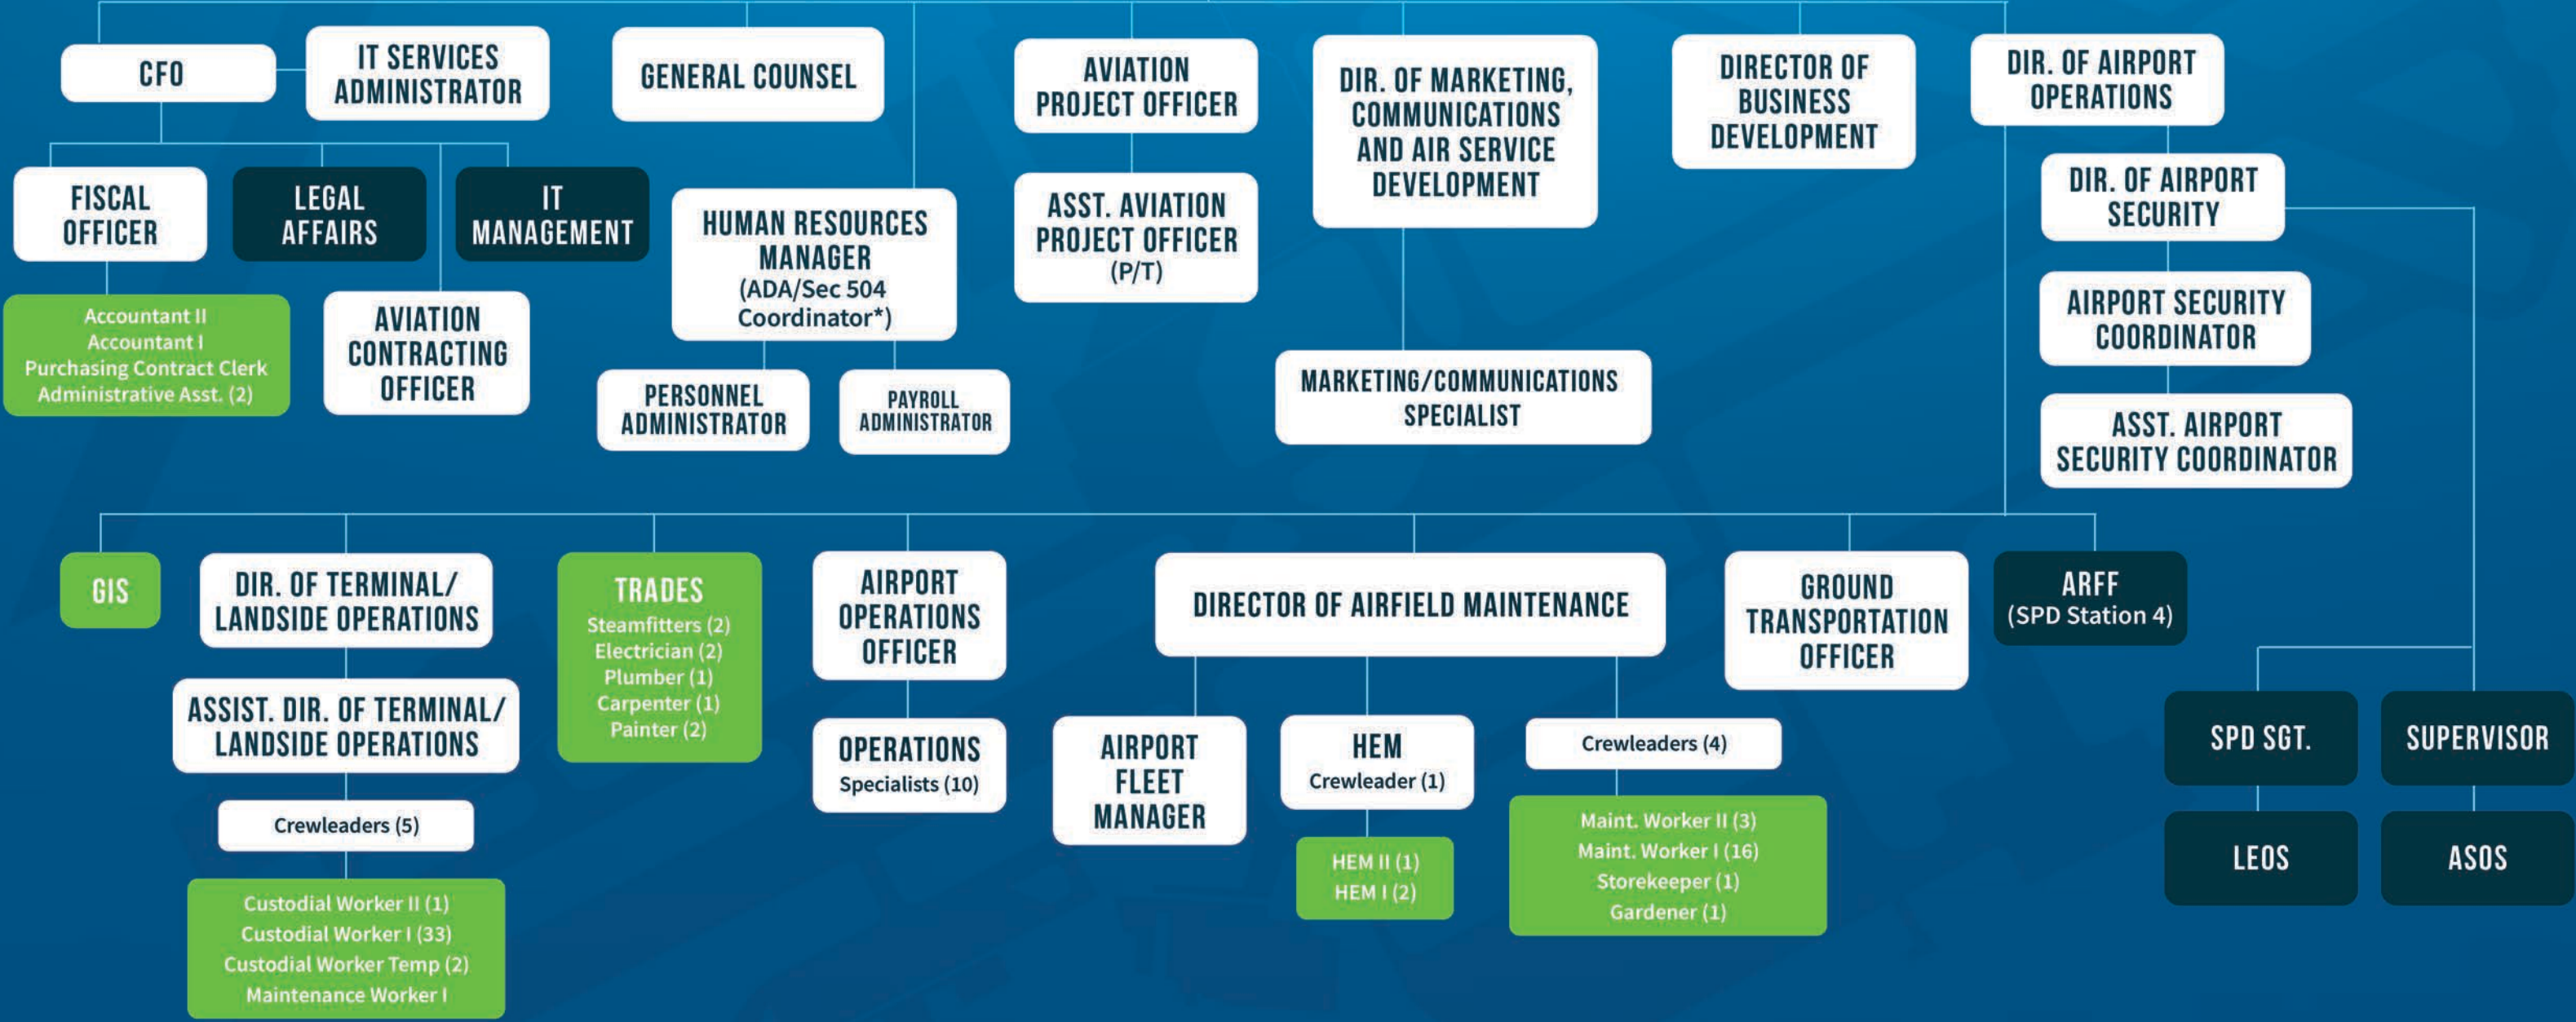 CFO
IT SERVICES
ADMINISTRATOR
GENERAL COUNSEL
AVIATION
PROJECT OFFICER
DIR. OF MARKETING,
COMMUNICATIONS
AND AIR SERVICE
DEVELOPMENT
DIRECTOR OF
BUSINESS
DEVELOPMENT
DIR. OF AIRPORT
OPERATIONS
FISCAL
OFFICER
LEGAL
AFFAIRS
IT
MANAGEMENT
HUMAN RESOURCES
MANAGER
(ADA/Sec 504
Coordinator*)
ASST. AVIATION
PROJECT OFFICER
(P/T)
DIR. OF AIRPORT
SECURITY
Accountant II
Accountant I
Purchasing Contract Clerk
Administrative Asst. (2)
AVIATION
CONTRACTING
OFFICER
PERSONNEL
ADMINISTRATOR
PAYROLL
ADMINISTRATOR
MARKETING/COMMUNICATIONS
SPECIALIST
AIRPORT SECURITY
COORDINATOR
ASST. AIRPORT
SECURITY COORDINATOR
GIS
DIR. OF TERMINAL/
LANDSIDE OPERATIONS
TRADES
Steamfitters (2)
Electrician (2)
Plumber (1)
Carpenter (1)
Painter (2)
AIRPORT
OPERATIONS
OFFICER
DIRECTOR OF AIRFIELD MAINTENANCE
GROUND
TRANSPORTATION
OFFICER
ARFF
(SPD Station 4)
ASSIST. DIR. OF TERMINAL/
LANDSIDE OPERATIONS
OPERATIONS
Specialists (10)
AIRPORT
FLEET
MANAGER
HEM
Crewleader (1)
Crewleaders (4)
SPD SGT.
SUPERVISOR
Crewleaders (5)
HEM II (1)
HEM I (2)
Maint. Worker II (3)
Maint. Worker I (16)
Storekeeper (1)
Gardener (1)
LEOS
ASOS
Custodial Worker II (1)
Custodial Worker I (33)
Custodial Worker Temp (2)
Maintenance Worker I